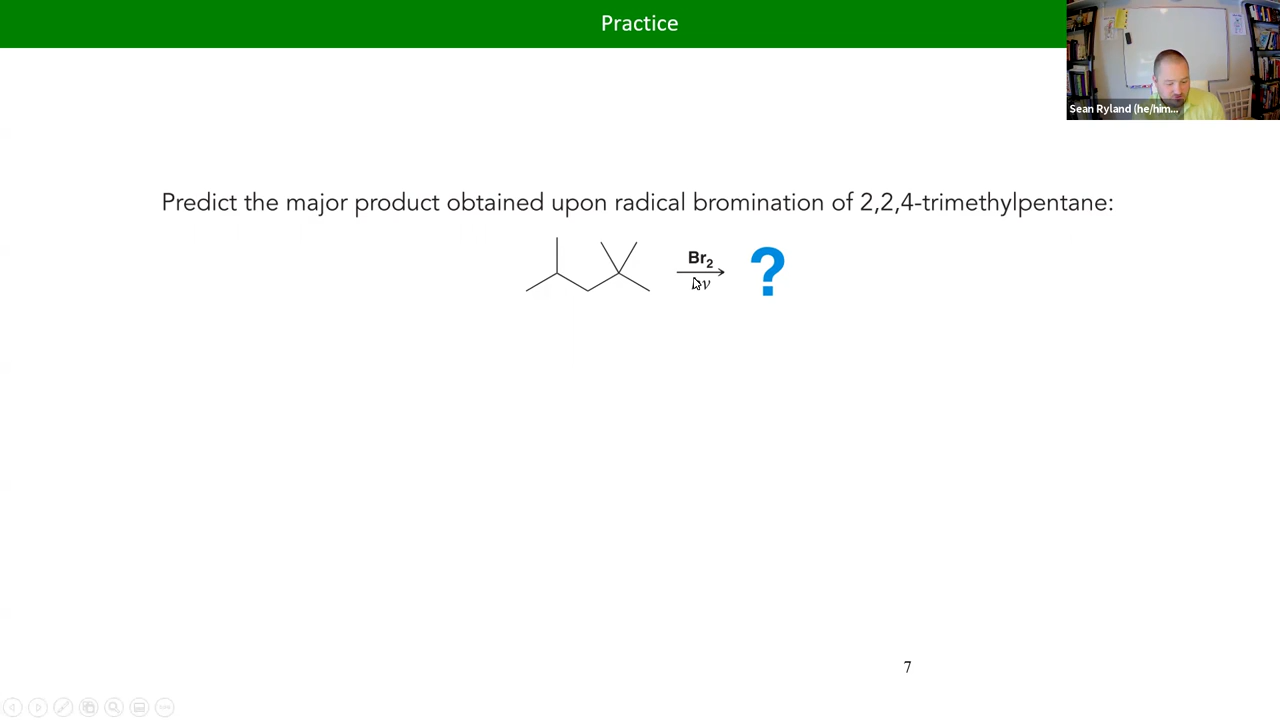 Practice
Sean Ryland (he/him...
Predict the major product obtained upon radical bromination of 2,2,4-trimethylpentane:
Br₂
hν
?
7